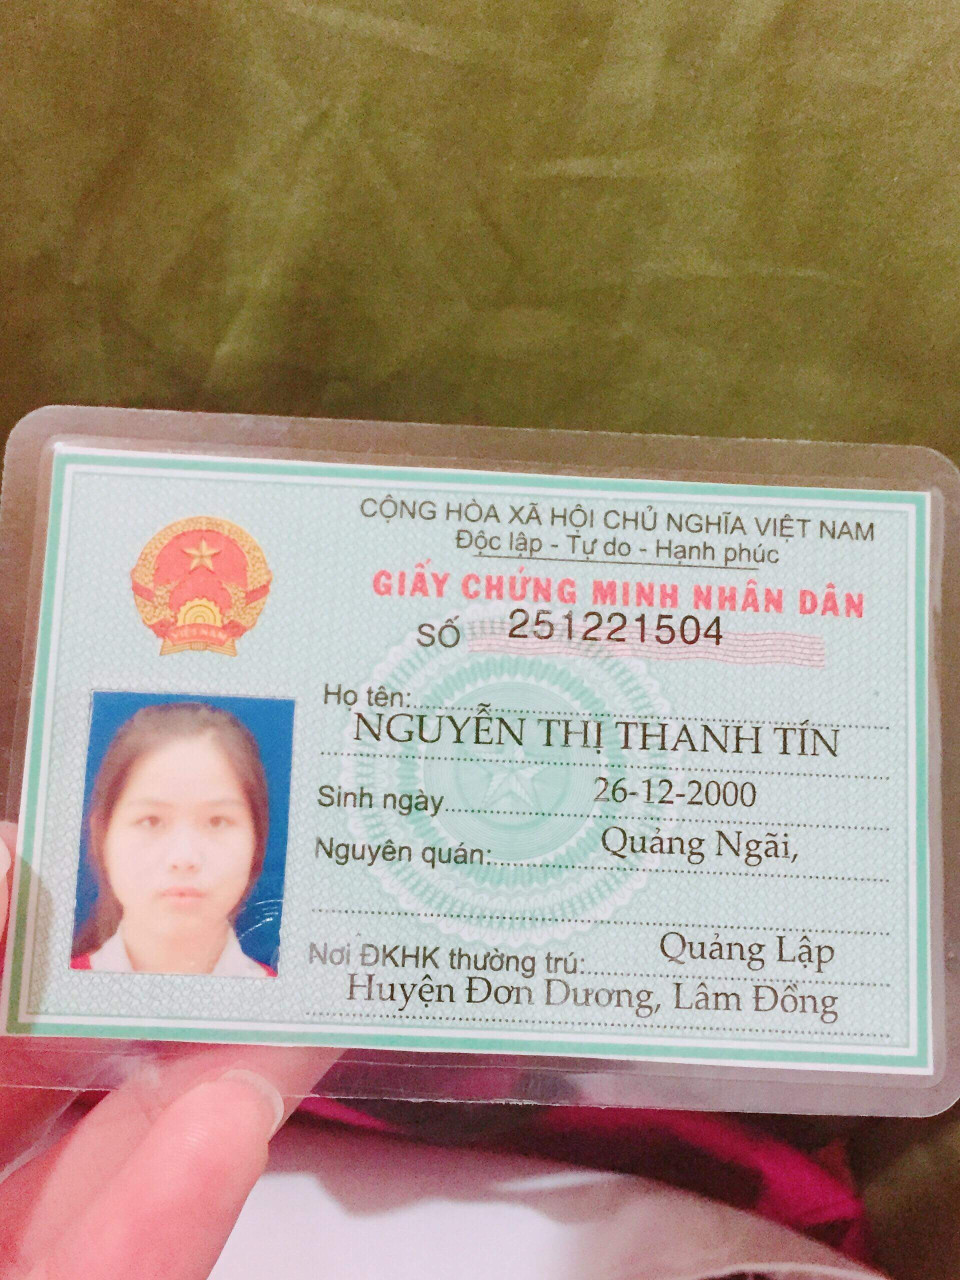 CỘNG HÒA XÃ HỘI CHỦ NGHĨA VIỆT NAM
Độc lập - Tự do - Hạnh phúc
GIẤY CHỨNG MINH NHÂN DÂN
SỐ 251221504
VIỆT NAM
Họ tên:
NGUYỄN THỊ THANH TÍN
Sinh ngày 26-12-2000
Nguyên quán: Quảng Ngãi,
Nơi ĐKHK thường trú: Quảng Lập
Huyện Đơn Dương, Lâm Đồng